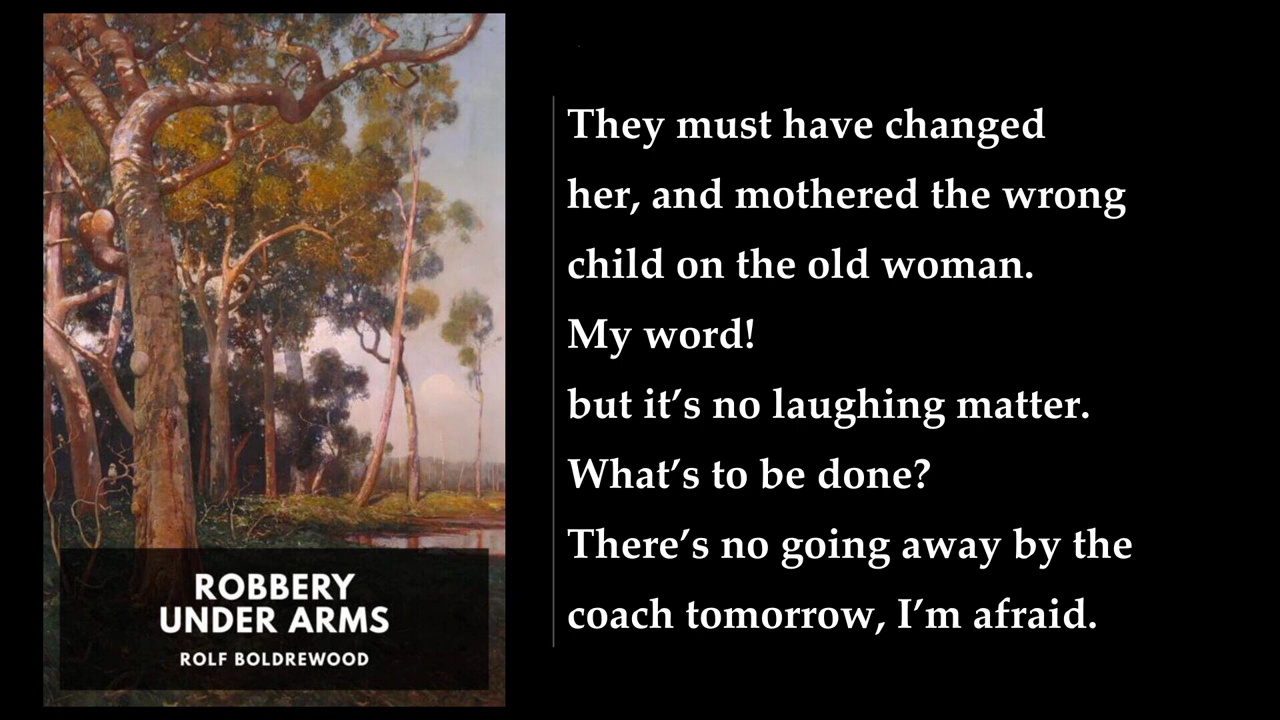 ROBBERY
UNDER ARMS
ROLF BOLDREWOOD
They must have changed
her, and mothered the wrong
child on the old woman.
My word!
but it’s no laughing matter.
What’s to be done?
There’s no going away by the
coach tomorrow, I’m afraid.